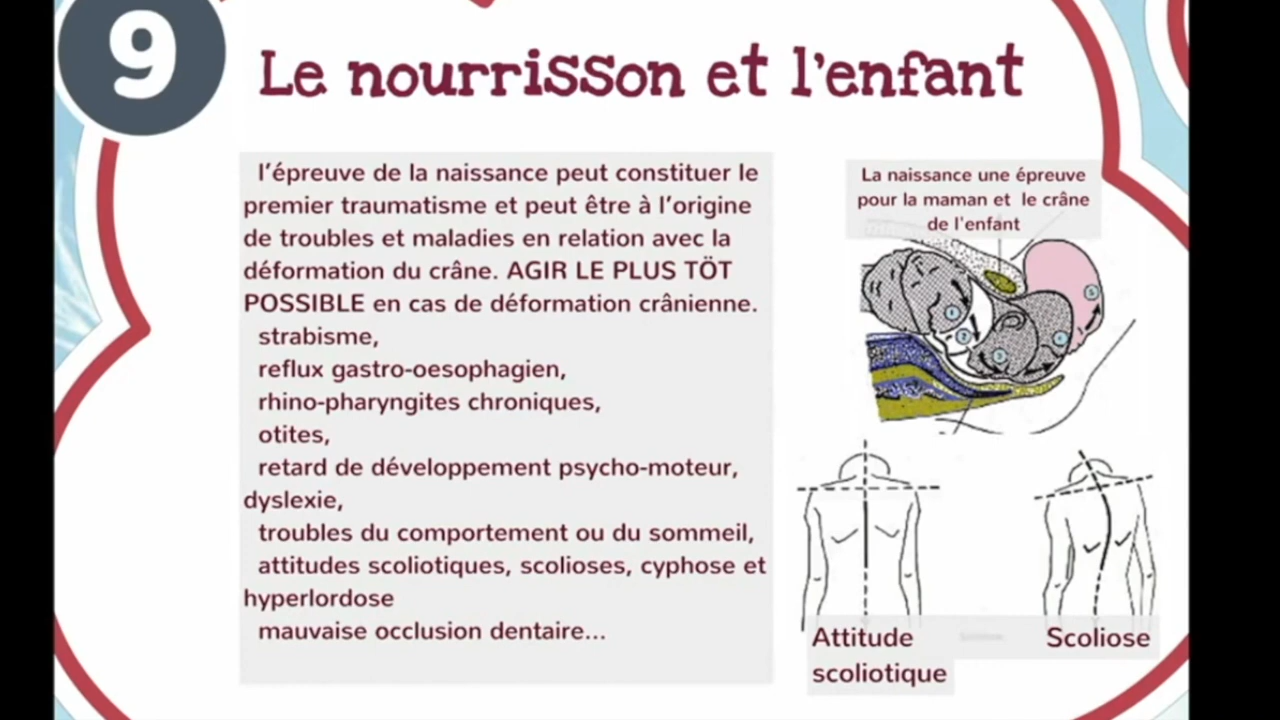 9
Le nourrisson et l'enfant
l'épreuve de la naissance peut constituer le
premier traumatisme et peut être à l'origine
de troubles et maladies en relation avec la
déformation du crâne. AGIR LE PLUS TÖT
POSSIBLE en cas de déformation crânienne.
strabisme,
reflux gastro-oesophagien,
rhino-pharyngites chroniques,
otites,
retard de développement psycho-moteur,
dyslexie,
troubles du comportement ou du sommeil,
attitudes scoliotiques, scolioses, cyphose et
hyperlordose
mauvaise occlusion dentaire...
La naissance une épreuve
pour la maman et le crâne
de l'enfant
Attitude
scoliotique
Scoliose